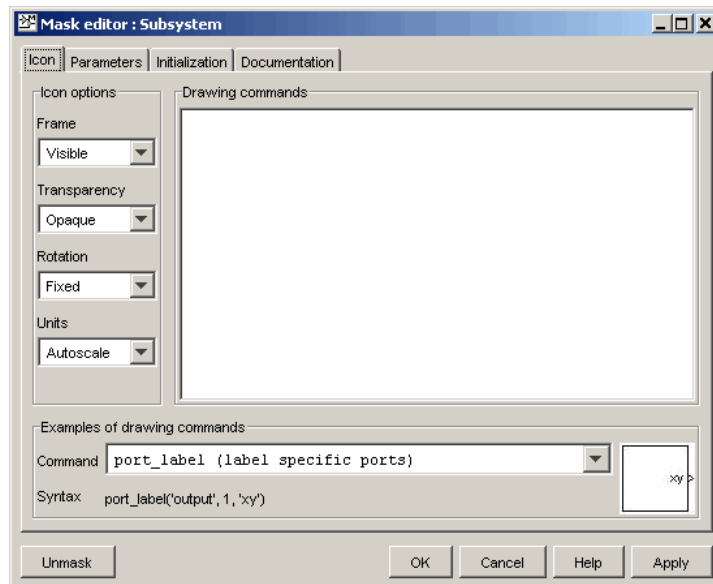 Mask editor : Subsystem
Icon Parameters Initialization Documentation
Icon options
Drawing commands
Frame
Visible
Transparency
Opaque
Rotation
Fixed
Units
Autoscale
Examples of drawing commands
Command port_label (label specific ports)
xy
Syntax port_label('output', 1, 'xy')
Unmask OK Cancel Help Apply